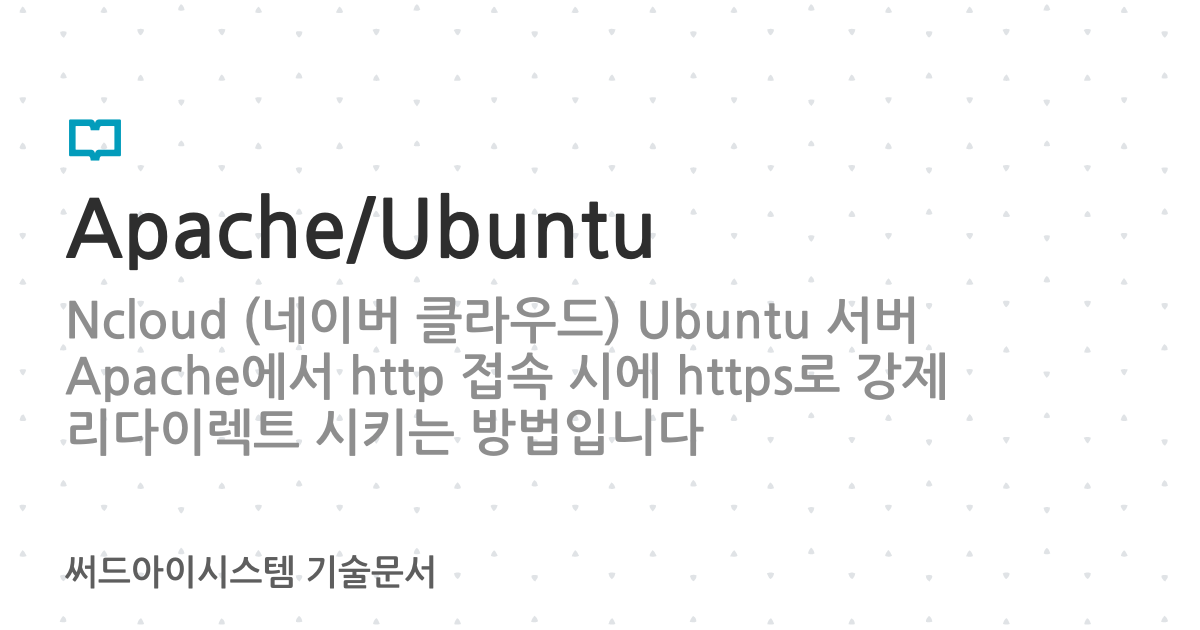 Apache/Ubuntu
Ncloud (네이버 클라우드) Ubuntu 서버
Apache에서 http 접속 시에 https로 강제
리다이렉트 시키는 방법입니다
써드아이시스템 기술문서